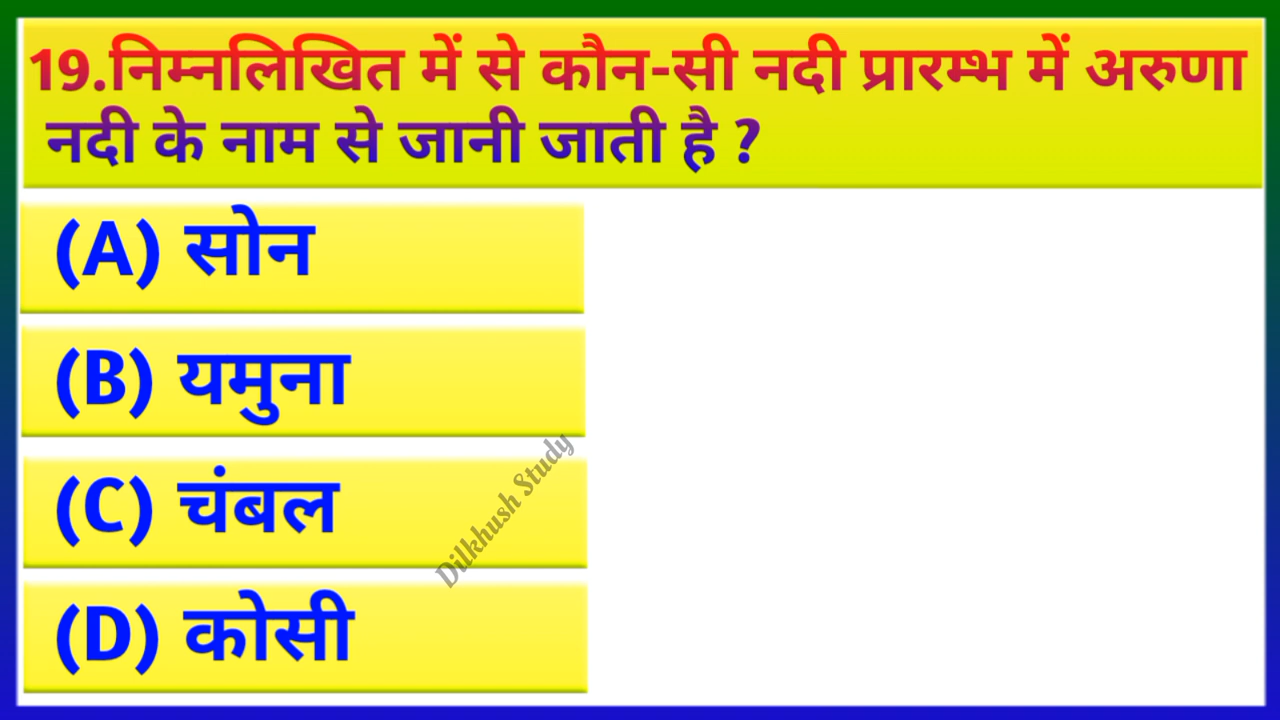 19.निम्नलिखित में से कौन-सी नदी प्रारम्भ में अरुणा
नदी के नाम से जानी जाती है ?
(A) सोन
(B) यमुना
(C) चंबल
(D) कोसी
Dilkhush Study